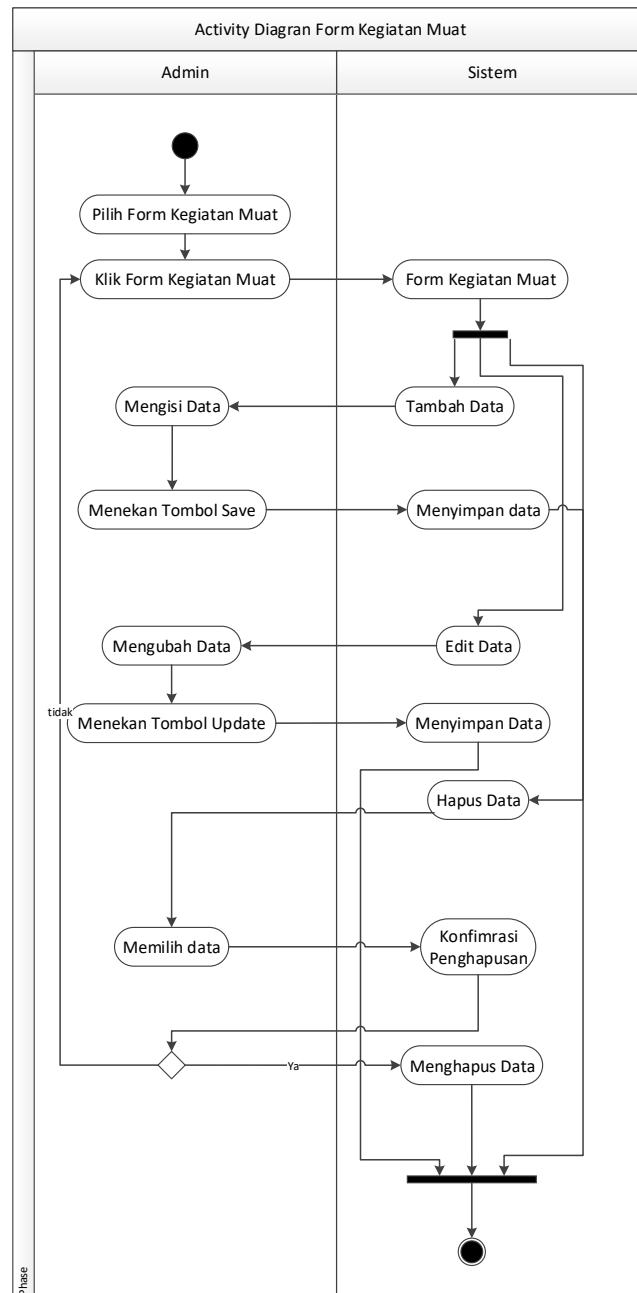 Activity Diagran Form Kegiatan Muat
Admin
Sistem
Pilih Form Kegiatan Muat
Klik Form Kegiatan Muat
Form Kegiatan Muat
Mengisi Data
Tambah Data
Menekan Tombol Save
Menyimpan data
Mengubah Data
Edit Data
tidak
Menekan Tombol Update
Menyimpan Data
Hapus Data
Memilih data
Konfimrasi
Penghapusan
Ya
Menghapus Data
Phase